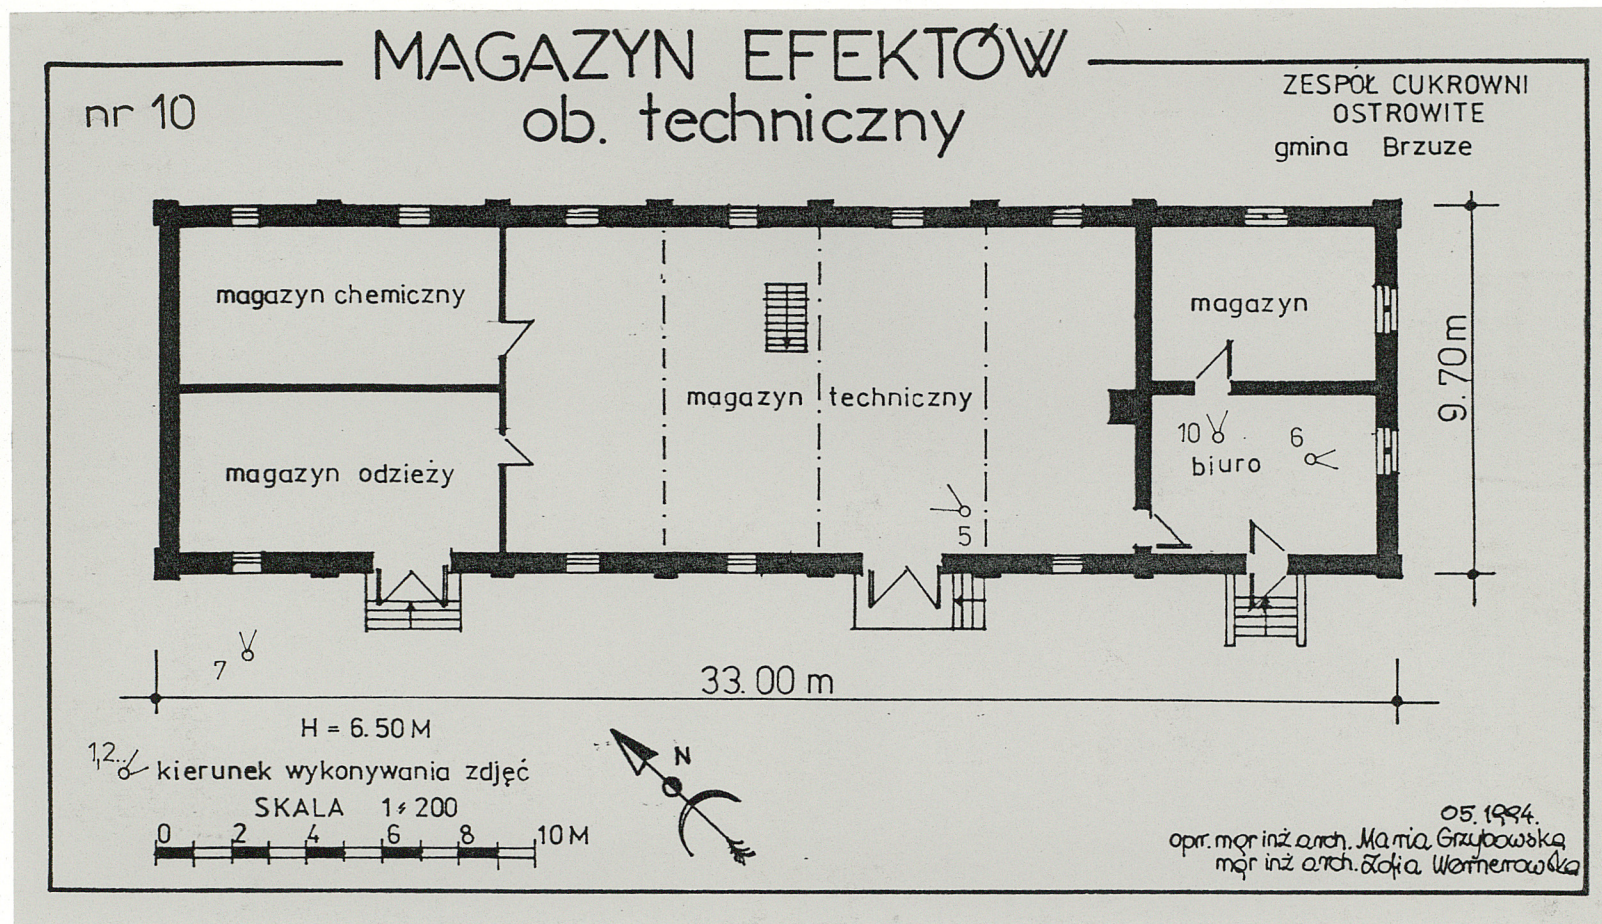 MAGAZYN EFEKTÓW
ob. techniczny
nr 10
ZESPÓŁ CUKROWNI
OSTROWITE
gmina Brzuze
magazyn chemiczny
magazyn
magazyn techniczny
9.70m
10
6
biuro
magazyn odzieży
5
7
33.00 m
H = 6.50 M
1,2..
kierunek wykonywania zdjęć
N
SKALA 1:200
0 2 4 6 8 10 M
05.1994.
opr. mgr inż arch. Maria Grzybowska
mgr inż arch. Zofia Wernerowska